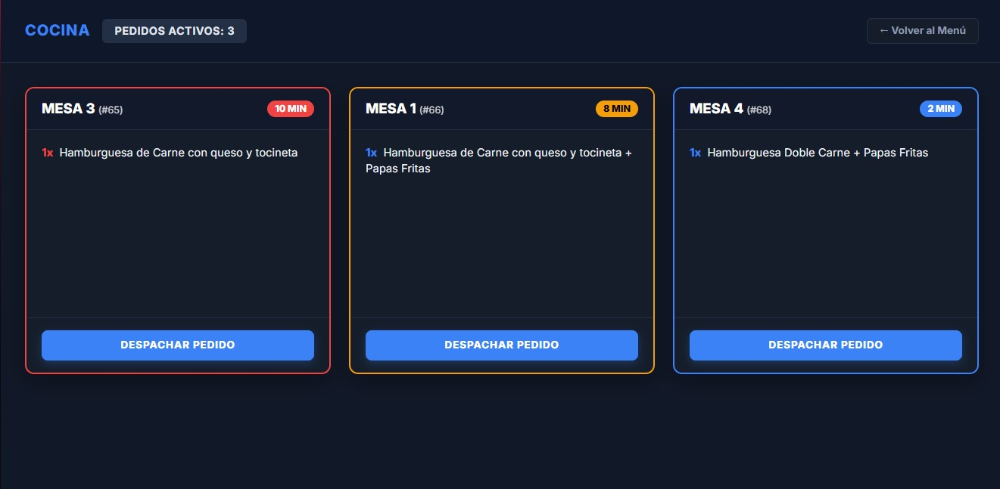 COCINA
PEDIDOS ACTIVOS: 3
← Volver al Menú
MESA 3 (#65)
10 MIN
1x Hamburguesa de Carne con queso y tocineta
DESPACHAR PEDIDO
MESA 1 (#66)
8 MIN
1x Hamburguesa de Carne con queso y tocineta +
Papas Fritas
DESPACHAR PEDIDO
MESA 4 (#68)
2 MIN
1x Hamburguesa Doble Carne + Papas Fritas
DESPACHAR PEDIDO